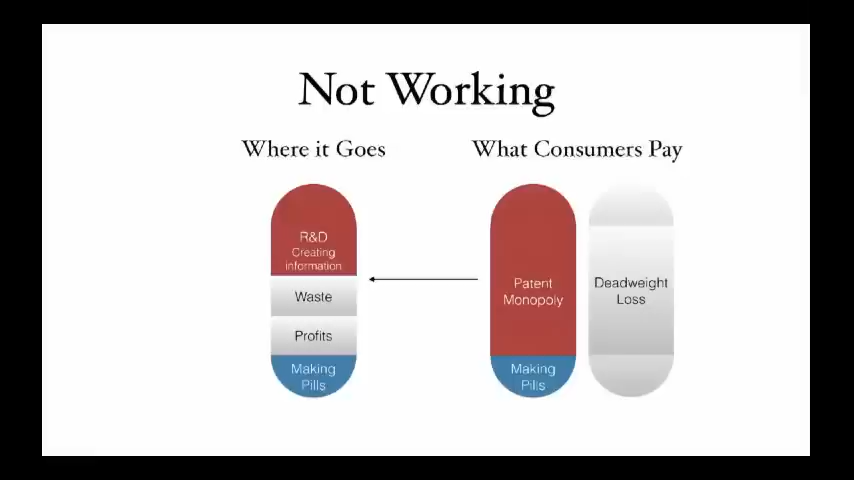 Not Working
Where it Goes
What Consumers Pay
R&D
Creating
information
Waste
Profits
Making
Pills
Patent
Monopoly
Making
Pills
Deadweight
Loss